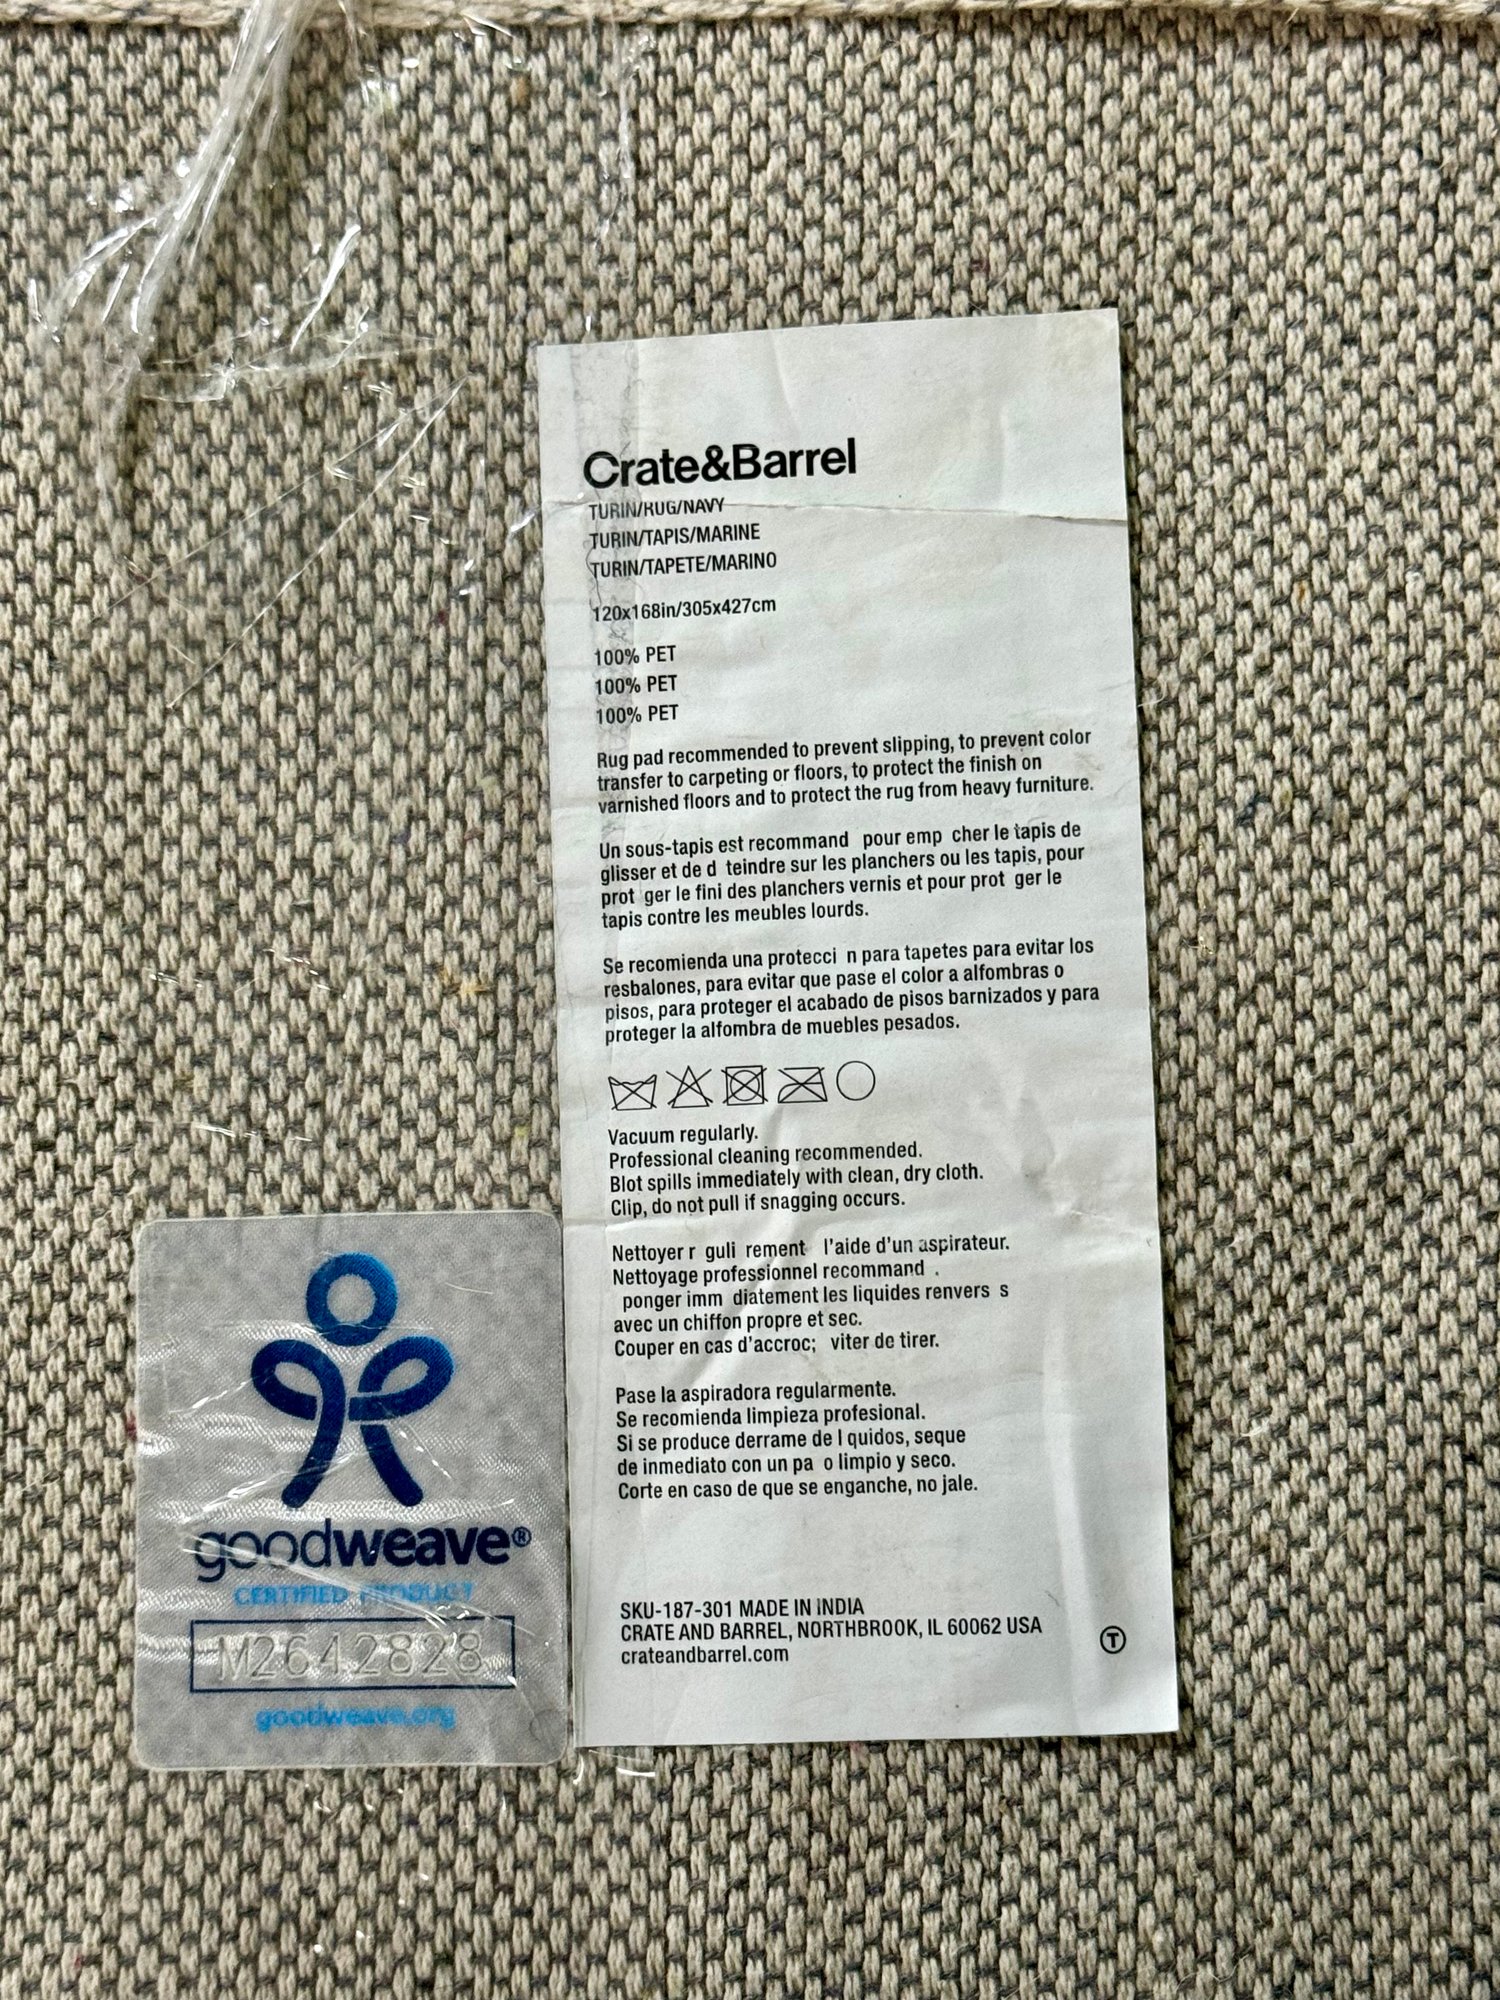 Crate&Barrel
TURIN/RUG/NAVY
TURIN/TAPIS/MARINE
TURIN/TAPETE/MARINO
120x168in/305x427cm
100% PET
100% PET
100% PET
Rug pad recommended to prevent slipping, to prevent color
transfer to carpeting or floors, to protect the finish on
varnished floors and to protect the rug from heavy furniture.
Un sous-tapis est recommand pour emp cher le tapis de
glisser et de d teindre sur les planchers ou les tapis, pour
prot ger le fini des planchers vernis et pour prot ger le
tapis contre les meubles lourds.
Se recomienda una protecci n para tapetes para evitar los
resbalones, para evitar que pase el color a alfombras o
pisos, para proteger el acabado de pisos barnizados y para
proteger la alfombra de muebles pesados.
Vacuum regularly.
Professional cleaning recommended.
Blot spills immediately with clean, dry cloth.
Clip, do not pull if snagging occurs.
Nettoyer r guli rement l'aide d'un aspirateur.
Nettoyage professionnel recommand .
ponger imm diatement les liquides renvers s
avec un chiffon propre et sec.
Couper en cas d'accroc; viter de tirer.
Pase la aspiradora regularmente.
Se recomienda limpieza profesional.
Si se produce derrame de l quidos, seque
de inmediato con un pa o limpio y seco.
Corte en caso de que se enganche, no jale.
SKU-187-301 MADE IN INDIA
CRATE AND BARREL, NORTHBROOK, IL 60062 USA
crateandbarrel.com
T
goodweave®
CERTIFIED PRODUCT
M2642828
goodweave.org